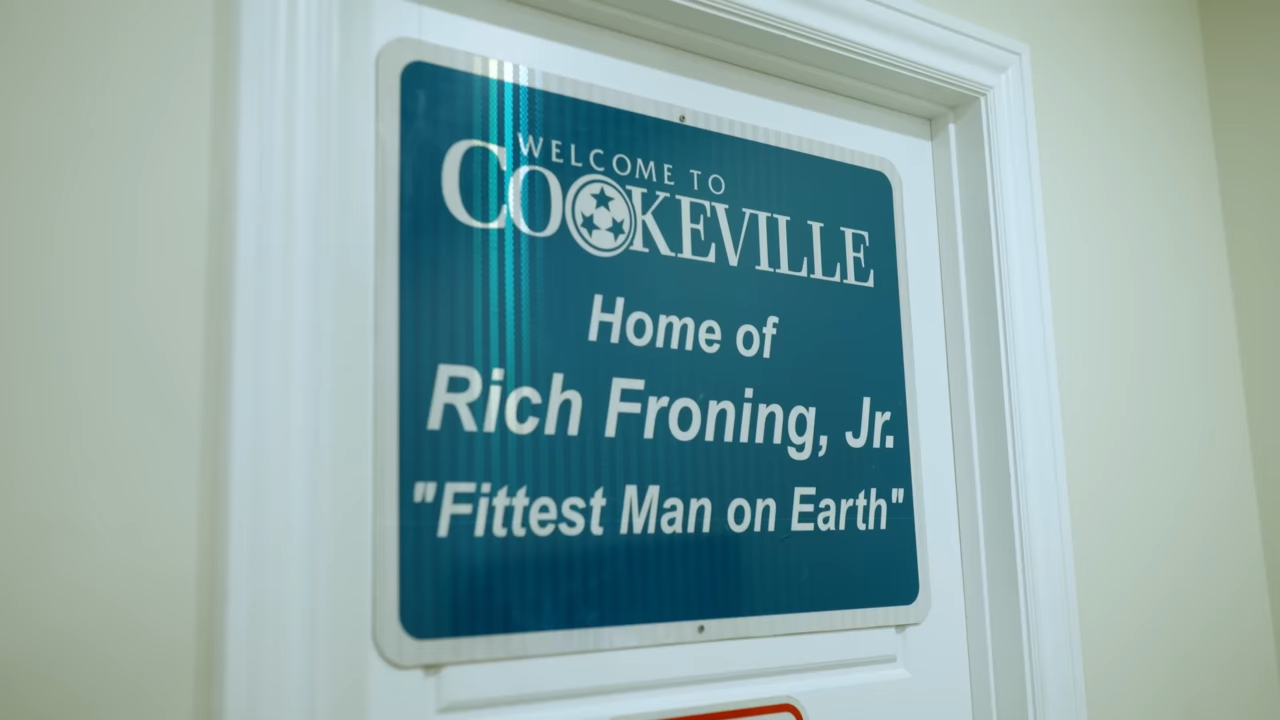 WELCOME TO
COOKEVILLE
Home of
Rich Froning, Jr.
"Fittest Man on Earth"